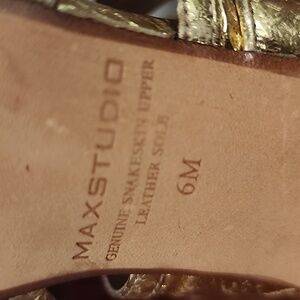 MAXSTUDIO
GENUINE SNAKESKIN UPPER
LEATHER SOLE
6M